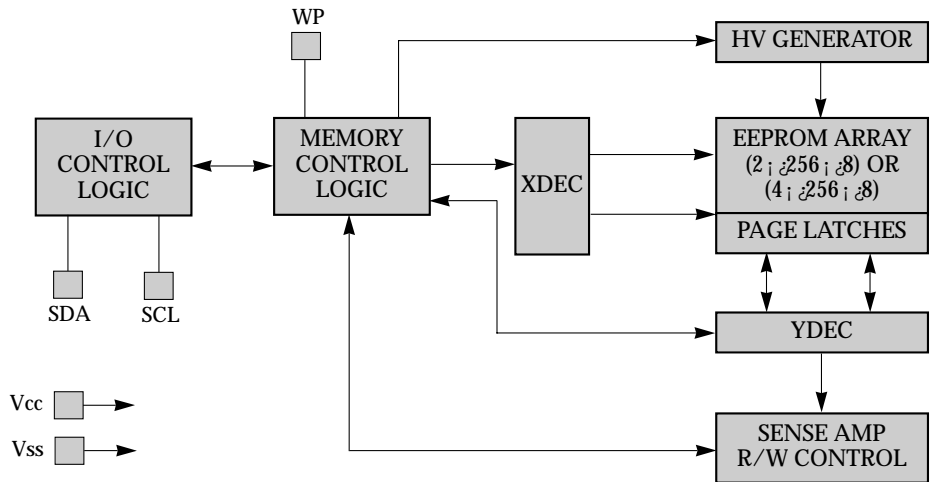 WP
HV GENERATOR
I/O
CONTROL
LOGIC
MEMORY
CONTROL
LOGIC
XDEC
EEPROM ARRAY
(2¡¿256¡¿8) OR
(4¡¿256¡¿8)
PAGE LATCHES
SDA
SCL
YDEC
Vcc
Vss
SENSE AMP
R/W CONTROL